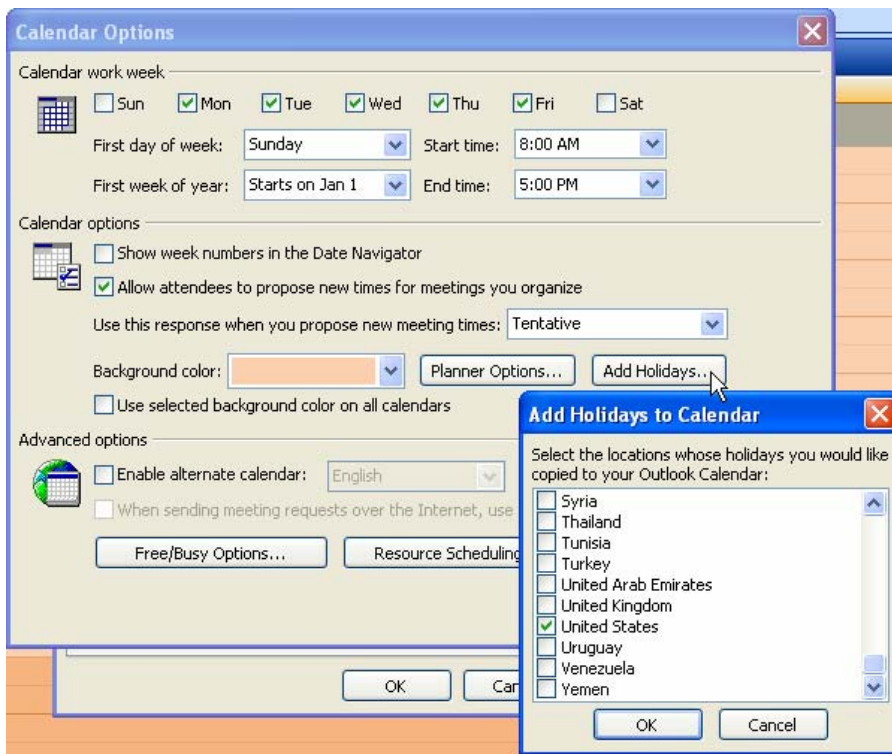 Calendar Options
Calendar work week
Sun Mon Tue Wed Thu Fri Sat
First day of week: Sunday Start time: 8:00 AM
First week of year: Starts on Jan 1 End time: 5:00 PM
Calendar options
Show week numbers in the Date Navigator
Allow attendees to propose new times for meetings you organize
Use this response when you propose new meeting times: Tentative
Background color: Planner Options... Add Holidays...
Use selected background color on all calendars
Advanced options
Enable alternate calendar: English
When sending meeting requests over the Internet, use
Free/Busy Options... Resource Scheduling
OK Can
Add Holidays to Calendar
Select the locations whose holidays you would like
copied to your Outlook Calendar:
Syria
Thailand
Tunisia
Turkey
United Arab Emirates
United Kingdom
United States
Uruguay
Venezuela
Yemen
OK Cancel